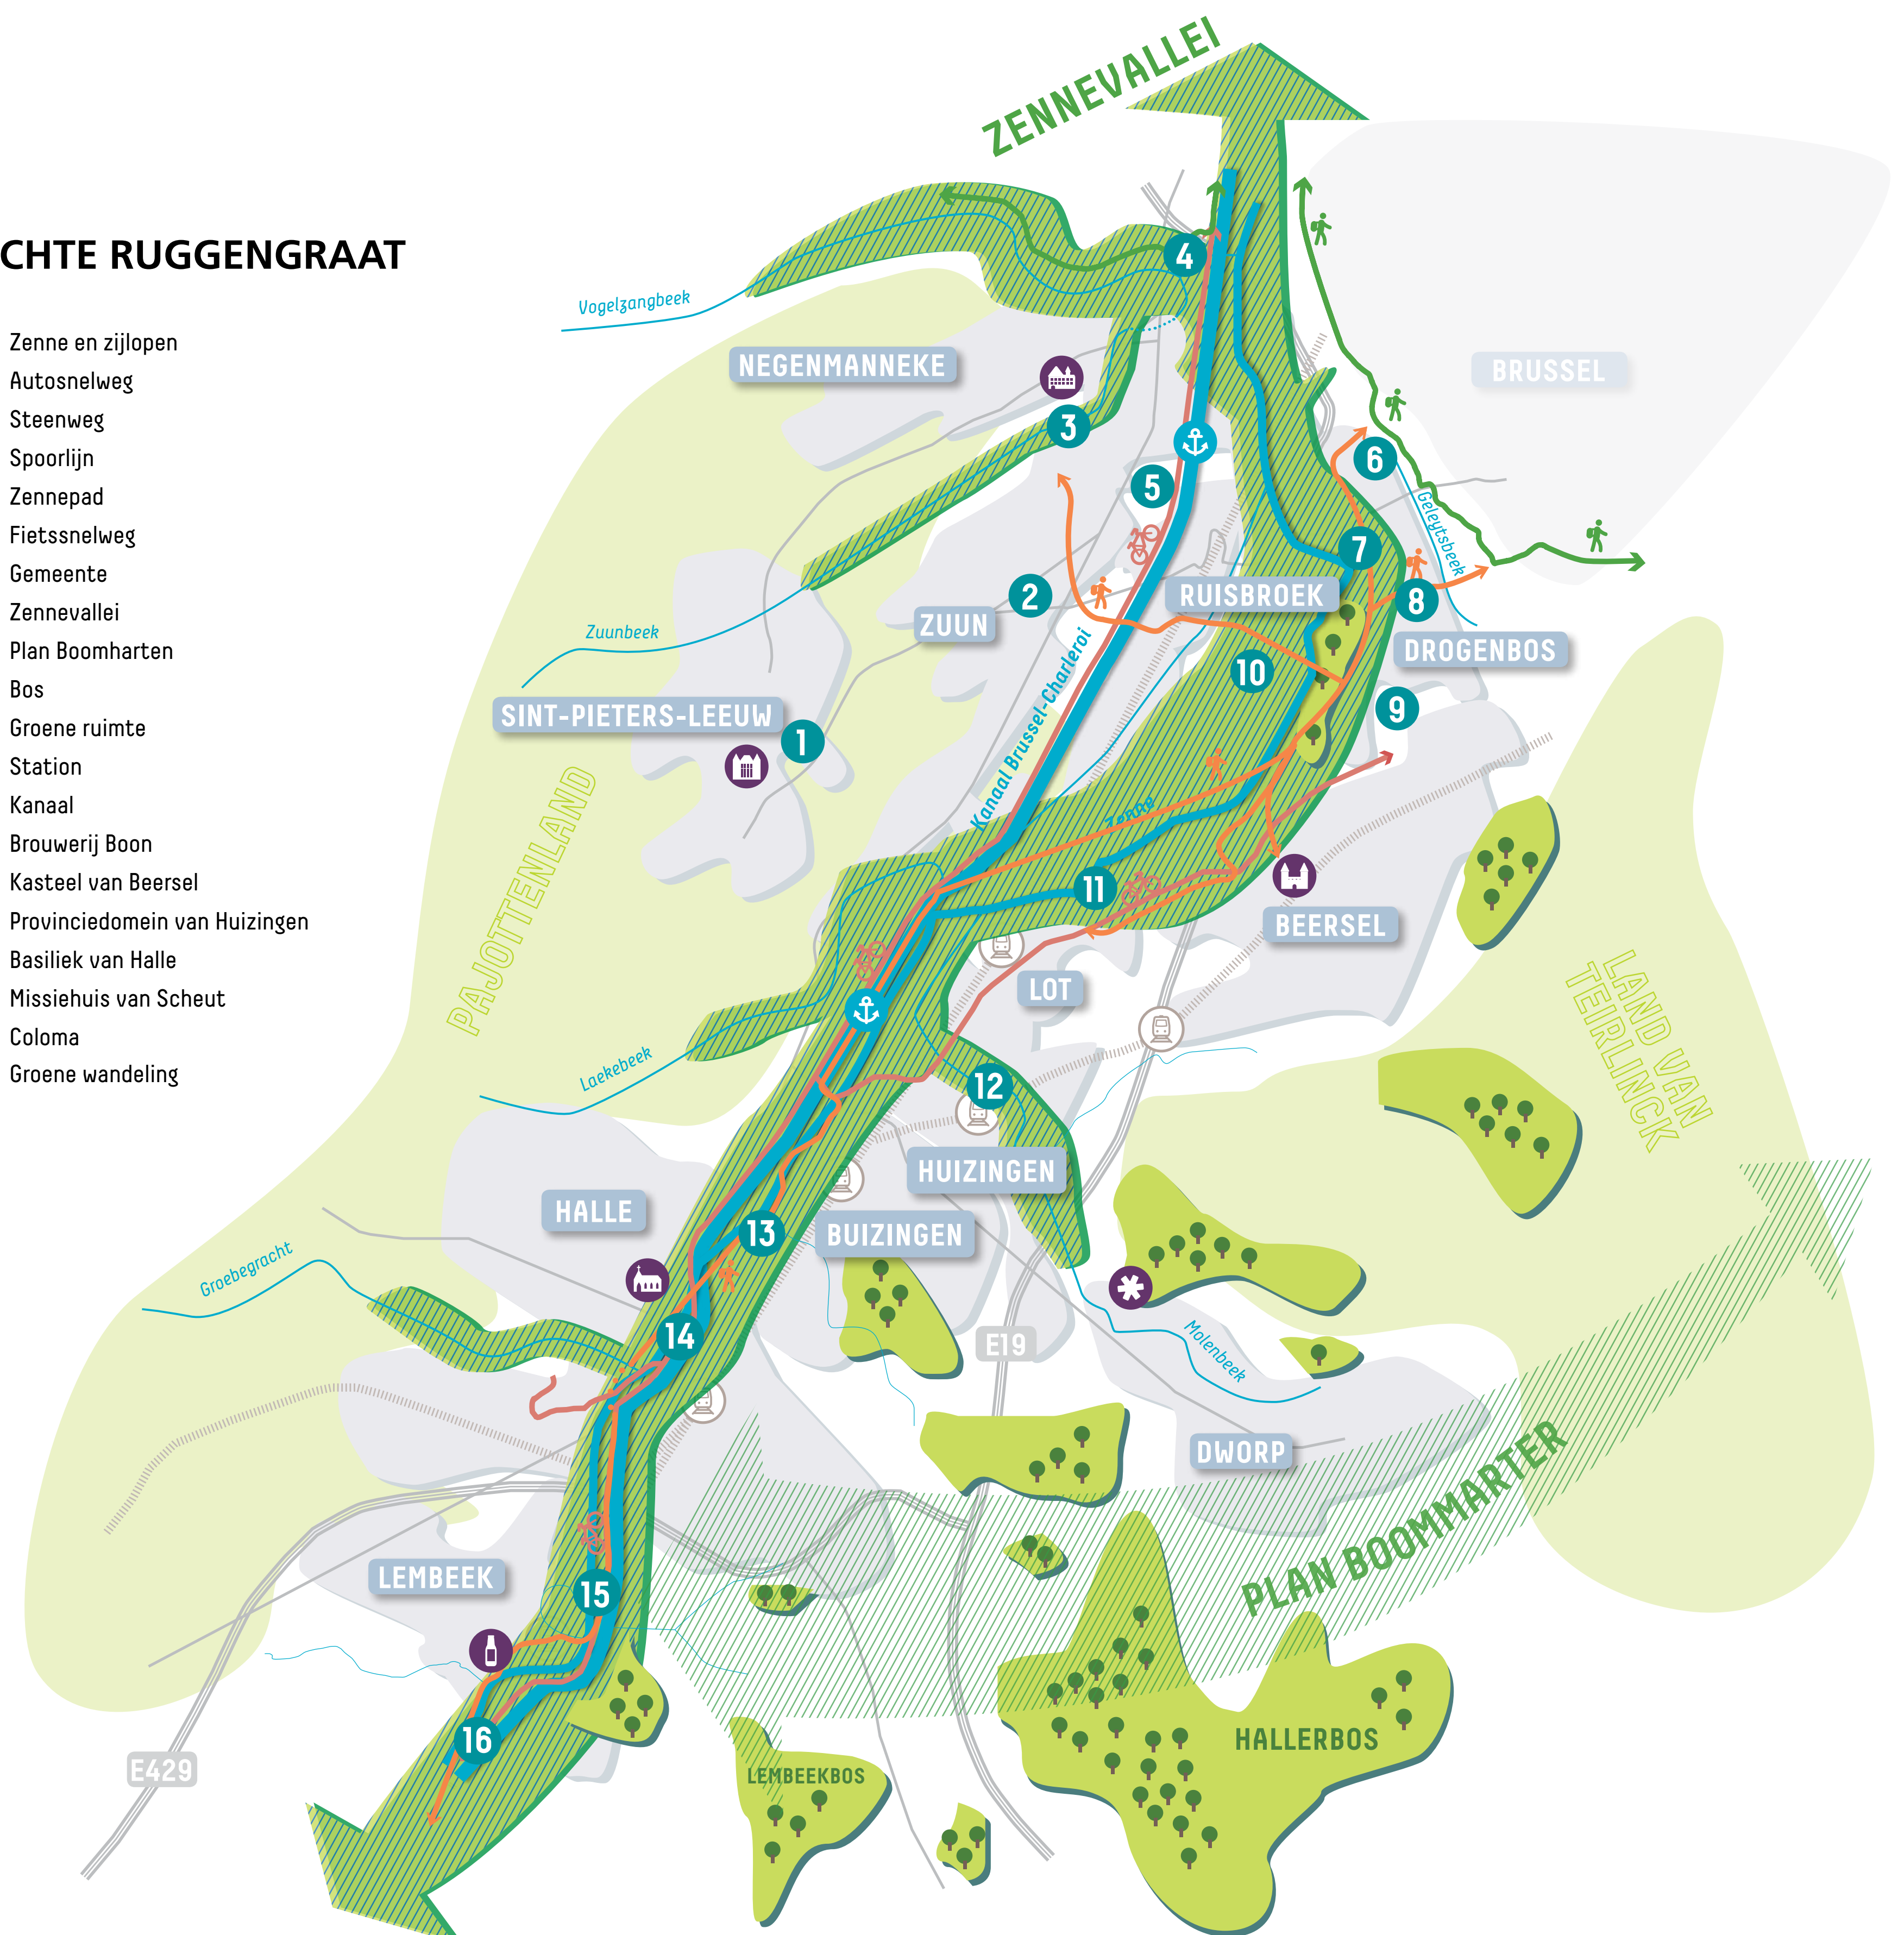 ZENNEVALLEI
CHTE RUGGENGRAAT
Zenne en zijlopen
Autosnelweg
Steenweg
Spoorlijn
Zennepad
Fietssnelweg
Gemeente
Zennevallei
Plan Boomharten
Bos
Groene ruimte
Station
Kanaal
Brouwerij Boon
Kasteel van Beersel
Provinciedomein van Huizingen
Basiliek van Halle
Missiehuis van Scheut
Coloma
Groene wandeling
4
Vogelzangbeek
NEGENMANNEKE
BRUSSEL
3
6
5
Geleytsbeek
7
2
RUISBROEK
8
ZUUN
Zuunbeek
DROGENBOS
10
SINT-PIETERS-LEEUW
9
1
Kanaal Brussel-Charleroi
Zenne
PAJOTTENLAND
11
BEERSEL
LOT
LAND VAN
TEIRLINCK
Laekebeek
12
HUIZINGEN
HALLE
13
BUIZINGEN
Groebegracht
14
E19
Molenbeek
DWORP
PLAN BOOMMARTER
LEMBEEK
15
16
HALLERBOS
E429
LEMBEEKBOS